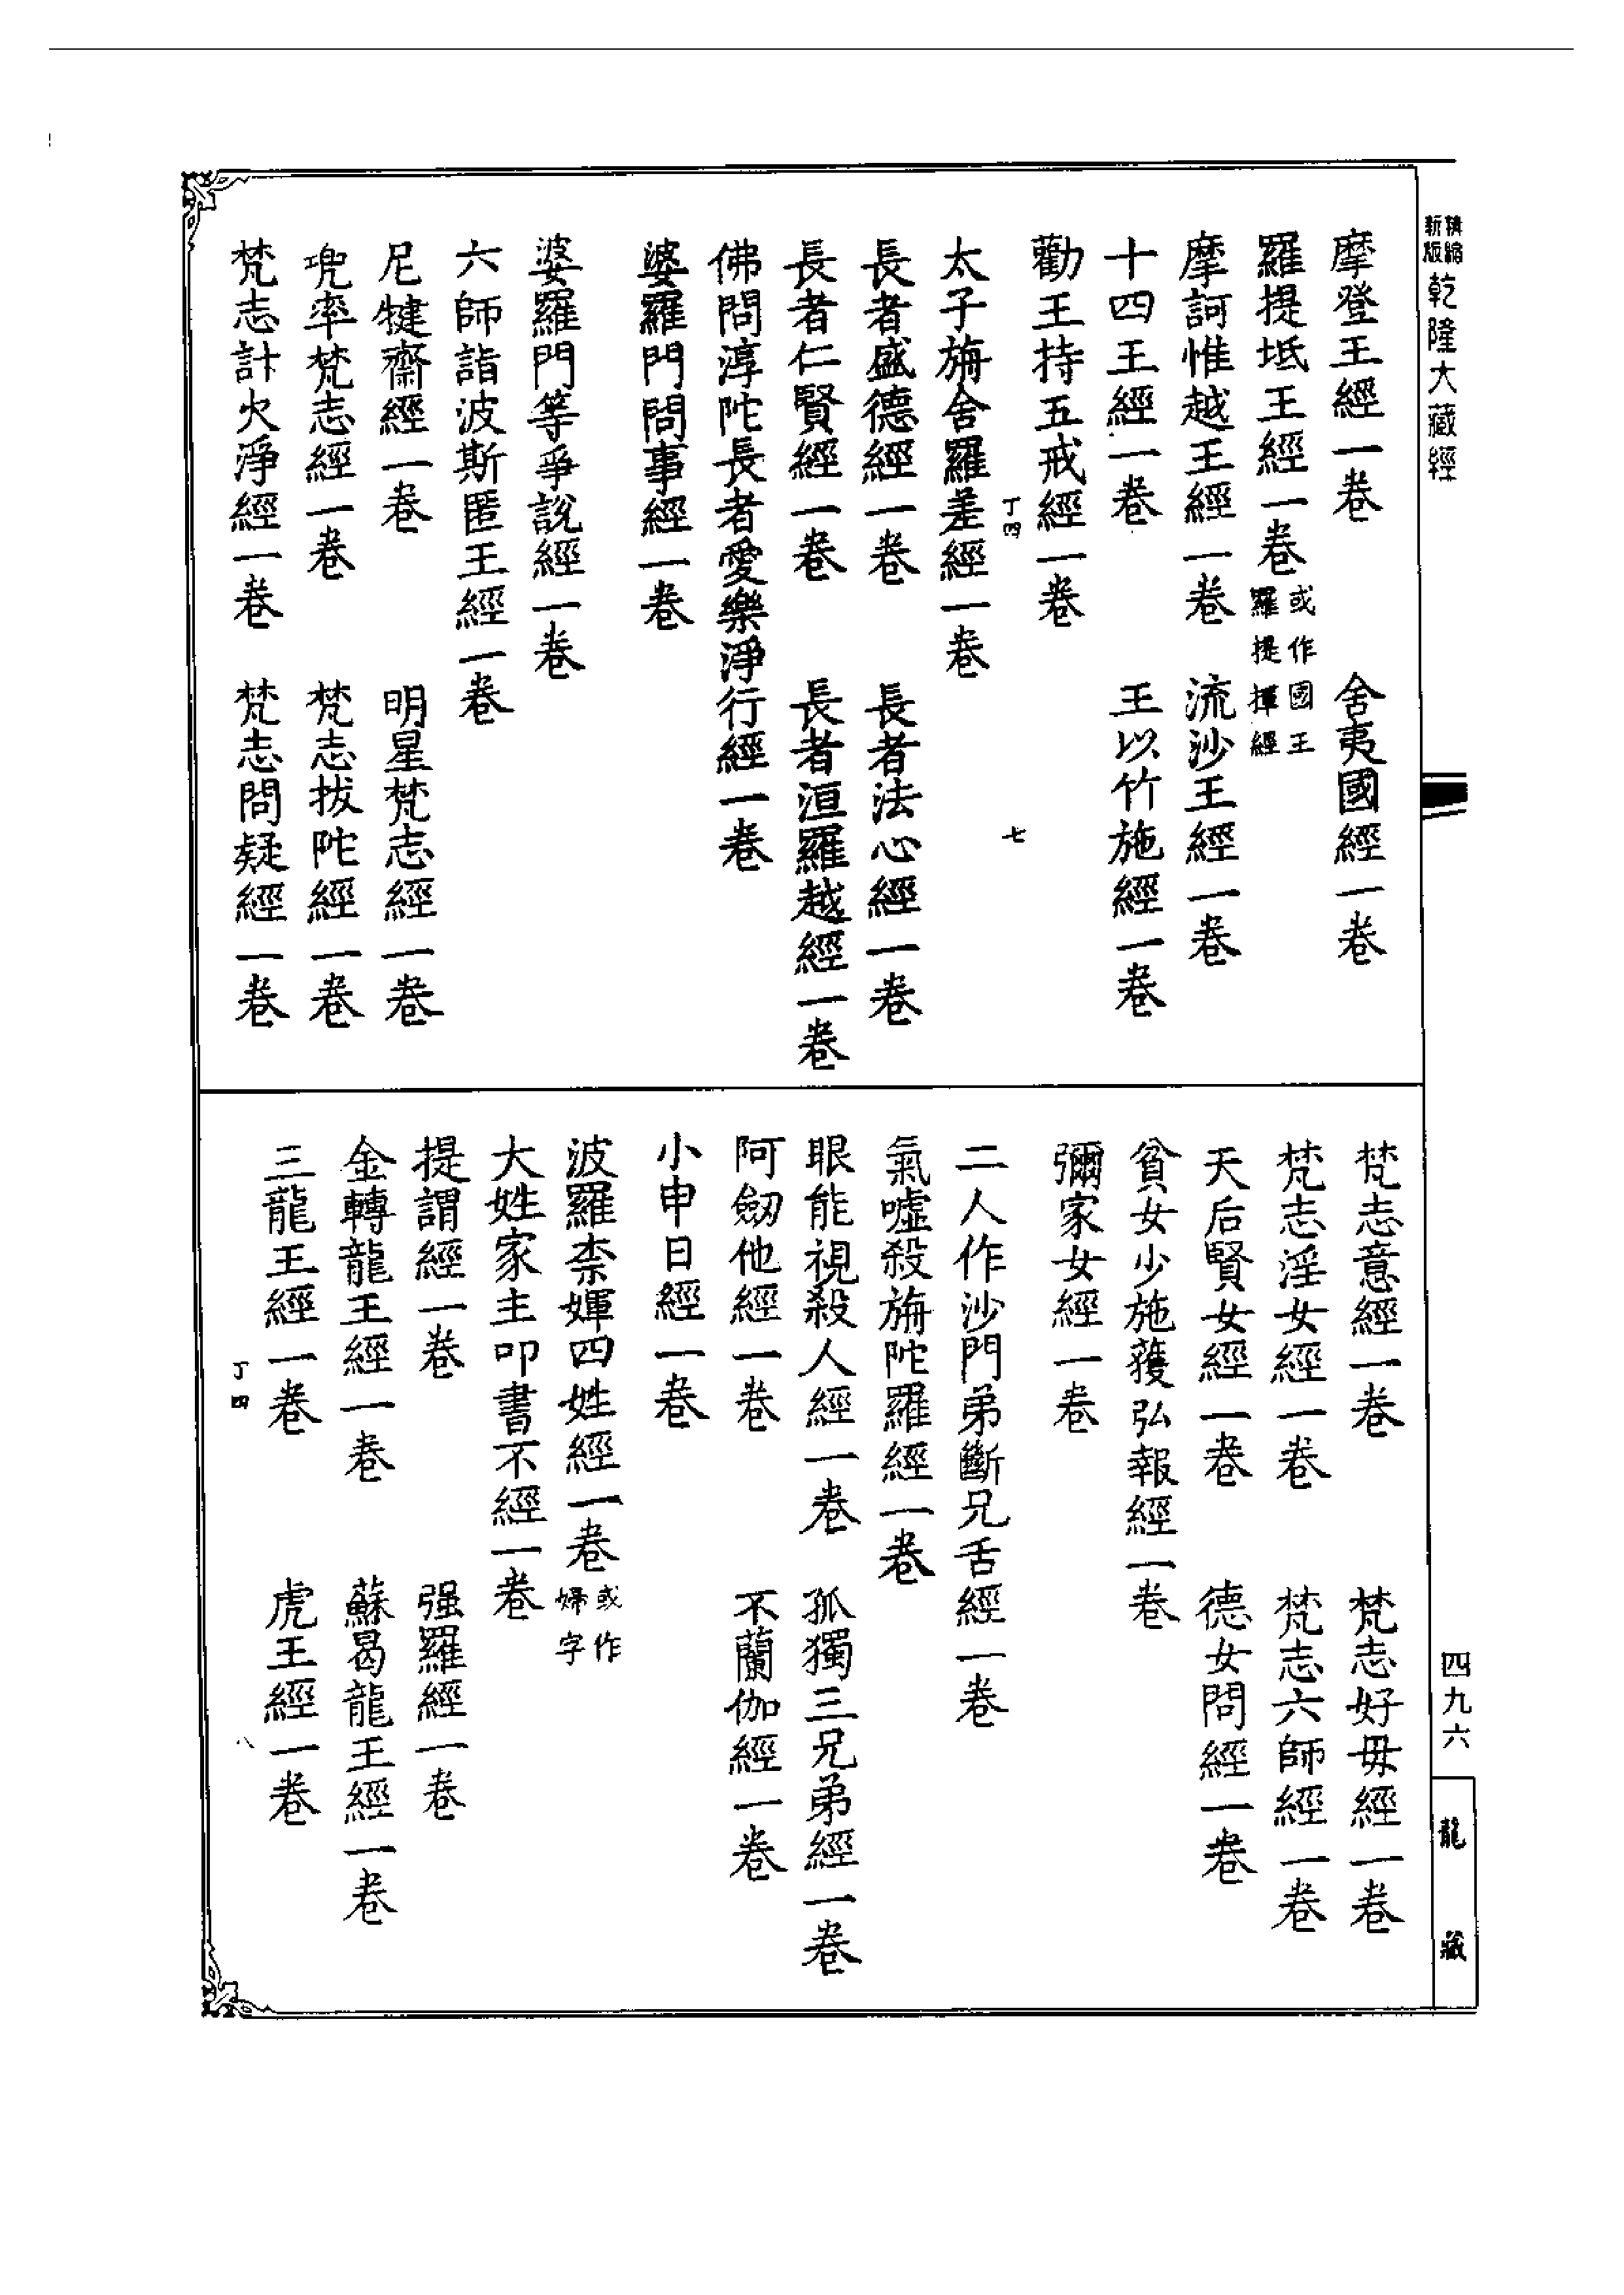 精縮新版乾隆大藏經
摩登王經一卷　舍夷國經一卷
羅提坻王經一卷或作國王羅提揮經
摩訶惟越王經一卷　流沙王經一卷
十四王經一卷　王以竹施經一卷
勸王持五戒經一卷
丁四　七
太子旃舍羅差經一卷
長者盛德經一卷　長者法心經一卷
長者仁賢經一卷　長者洹羅越經一卷
佛問淳陀長者愛樂淨行經一卷
婆羅門問事經一卷
婆羅門等爭說經一卷
六師詣波斯匿王經一卷
尼犍齋經一卷　明星梵志經一卷
兜率梵志經一卷　梵志拔陀經一卷
梵志計火淨經一卷　梵志問疑經一卷
梵志意經一卷　梵志好毋經一卷
梵志淫女經一卷　梵志六師經一卷
天后賢女經一卷　德女問經一卷
貧女少施獲弘報經一卷
彌家女經一卷
二人作沙門弟斷兄舌經一卷
氣噓殺旃陀羅經一卷
眼能視殺人經一卷　孤獨三兄弟經一卷
阿劒他經一卷　不蘭伽經一卷
小申日經一卷
波羅柰媈四姓經一卷或作婦字
大姓家主叩書不經一卷
提謂經一卷　强羅經一卷
金轉龍王經一卷　蘇曷龍王經一卷
三龍王經一卷　虎王經一卷
丁四　八
四九六
龍藏